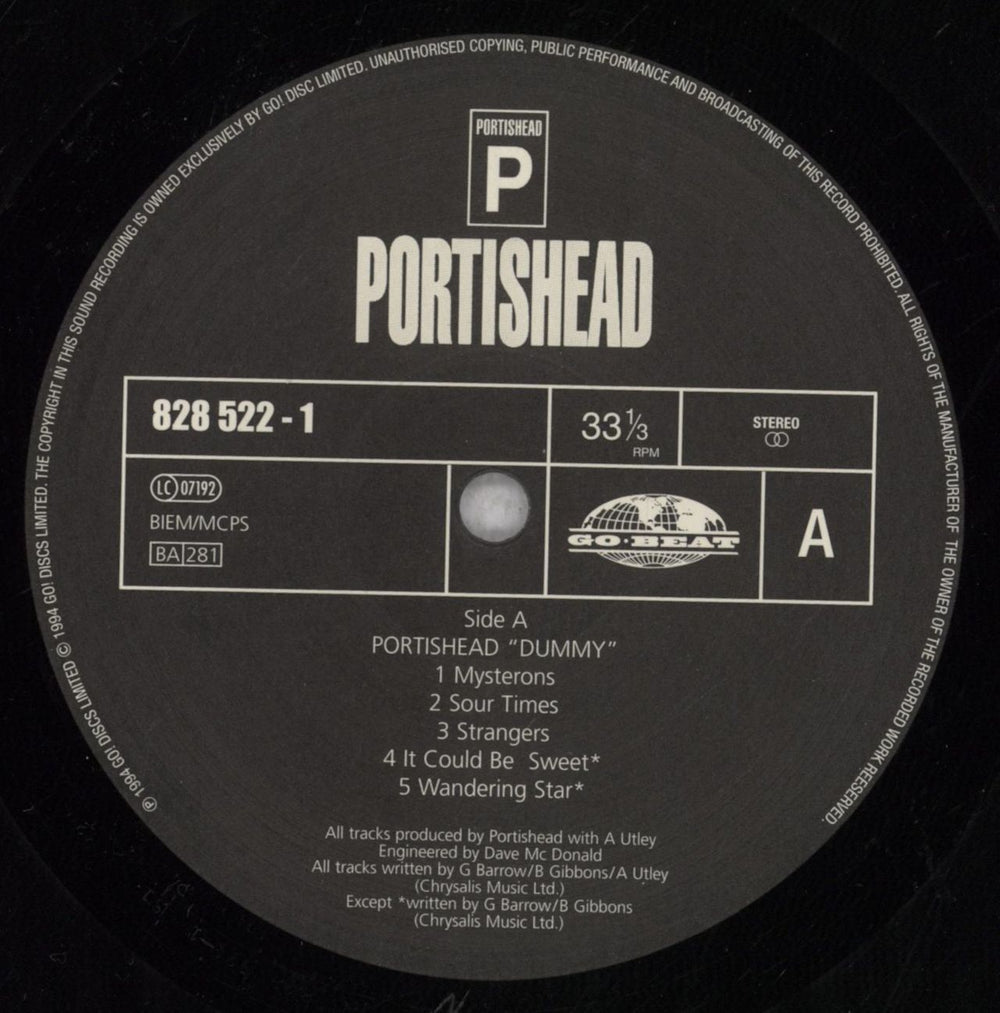 ℗ 1994 GO! DISCS LIMITED © 1994 GO! DISCS LIMITED. THE COPYRIGHT IN THIS SOUND RECORDING IS OWNED EXCLUSIVELY BY GO! DISC LIMITED. UNAUTHORISED COPYING, PUBLIC PERFORMANCE AND BROADCASTING OF THIS RECORD PROHIBITED. ALL RIGHTS OF THE MANUFACTURER OF THE OWNER OF THE RECORDED WORK REESERVED.
PORTISHEAD
P
PORTISHEAD
828 522 - 1
33⅓
RPM
STEREO
LC 07192
BIEM/MCPS
BA 281
GO·BEAT
A
Side A
PORTISHEAD “DUMMY”
1 Mysterons
2 Sour Times
3 Strangers
4 It Could Be Sweet*
5 Wandering Star*
All tracks produced by Portishead with A Utley
Engineered by Dave Mc Donald
All tracks written by G Barrow/B Gibbons/A Utley
(Chrysalis Music Ltd.)
Except *written by G Barrow/B Gibbons
(Chrysalis Music Ltd.)